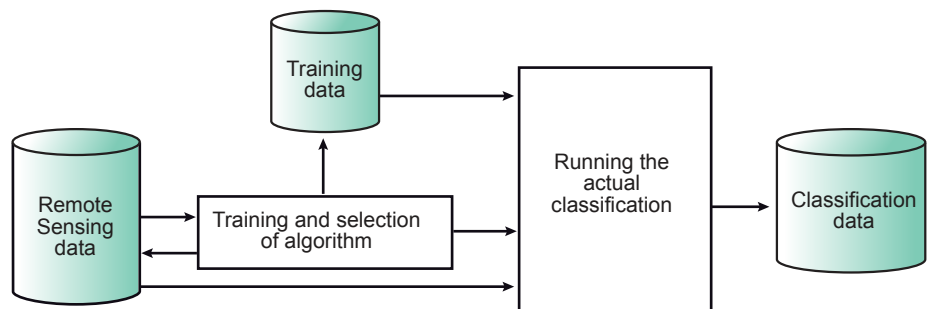 Training
data
Remote
Sensing
data
Training and selection
of algorithm
Running the
actual
classification
Classification
data